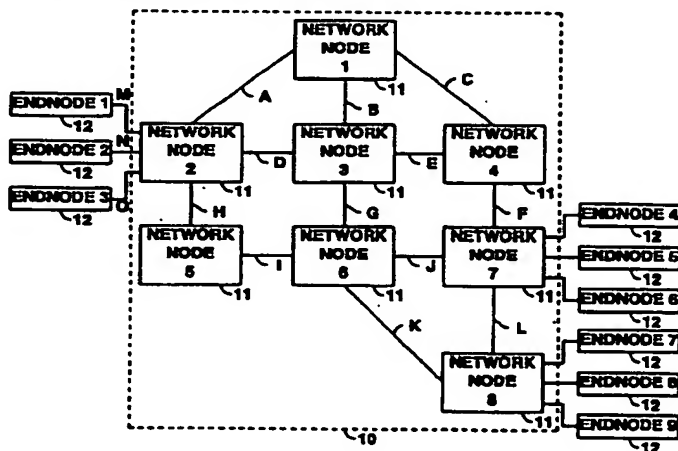 NETWORK
NODE
1
11
A
B
C
ENDNODE 1
M
12
ENDNODE 2
N
12
ENDNODE 3
O
12
NETWORK
NODE
2
11
D
NETWORK
NODE
3
11
E
NETWORK
NODE
4
11
H
G
F
NETWORK
NODE
5
11
I
NETWORK
NODE
6
11
J
NETWORK
NODE
7
11
ENDNODE 4
12
ENDNODE 5
12
ENDNODE 6
12
K
L
NETWORK
NODE
8
11
ENDNODE 7
12
ENDNODE 8
12
ENDNODE 9
12
10